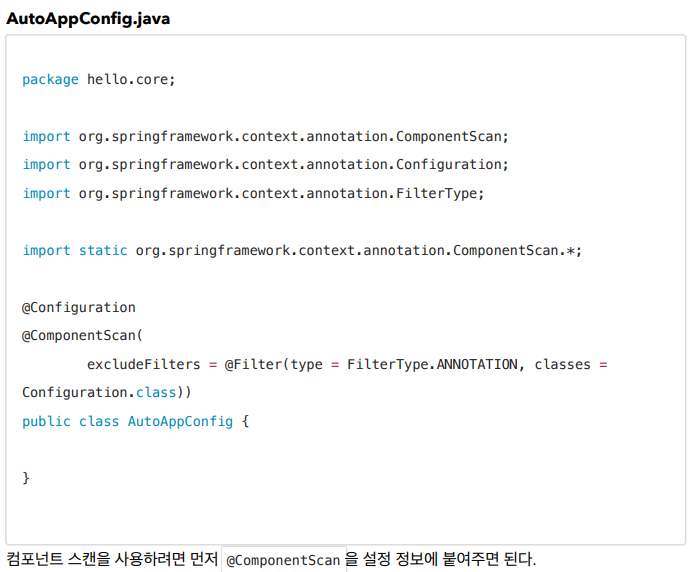 AutoAppConfig.java
package hello.core;
import org.springframework.context.annotation.ComponentScan;
import org.springframework.context.annotation.Configuration;
import org.springframework.context.annotation.FilterType;
import static org.springframework.context.annotation.ComponentScan.*;
@Configuration
@ComponentScan(
        excludeFilters = @Filter(type = FilterType.ANNOTATION, classes =
Configuration.class))
public class AutoAppConfig {
}
컴포넌트 스캔을 사용하려면 먼저 @ComponentScan 을 설정 정보에 붙여주면 된다.